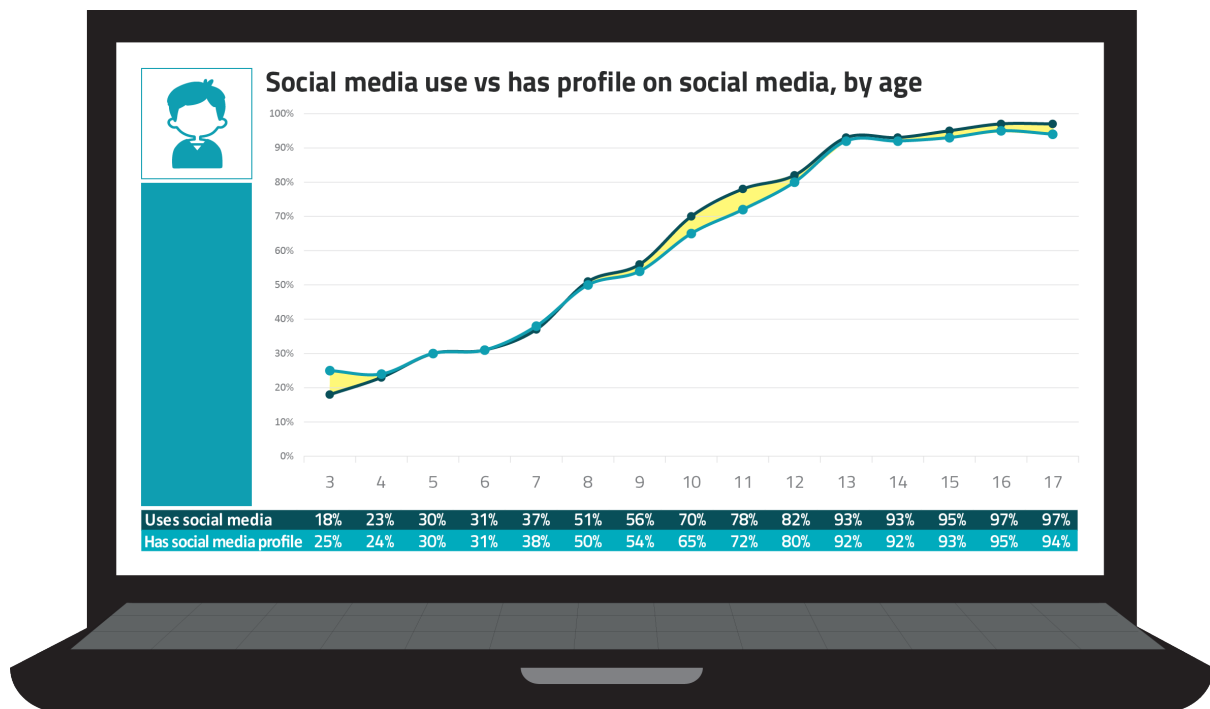 Social media use vs has profile on social media, by age
100%
90%
80%
70%
60%
50%
40%
30%
20%
10%
0%
3 4 5 6 7 8 9 10 11 12 13 14 15 16 17
Uses social media 18% 23% 30% 31% 37% 51% 56% 70% 78% 82% 93% 93% 95% 97% 97%
Has social media profile 25% 24% 30% 31% 38% 50% 54% 65% 72% 80% 92% 92% 93% 95% 94%